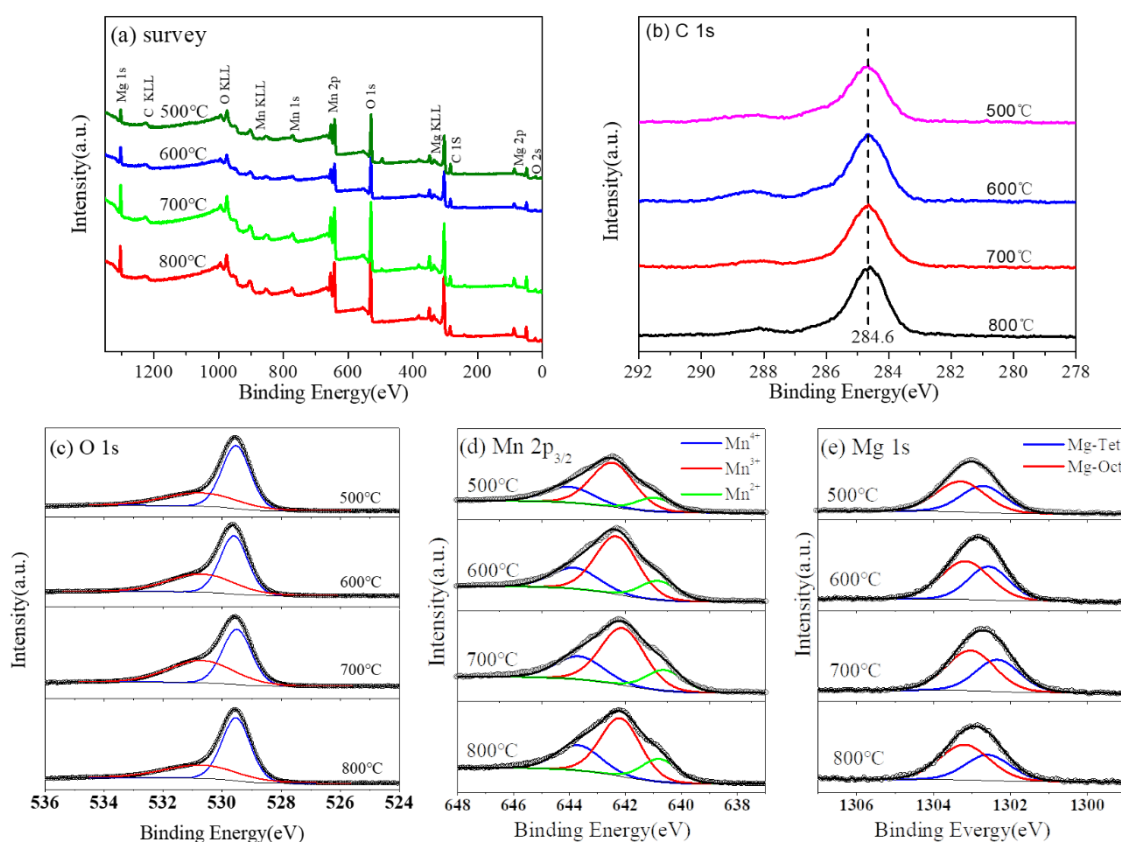 (a) survey
Mg 1s
C KLL
O KLL
Mn KLL
Mn 1s
Mn 2p
O 1s
Mg KLL
C 1S
Mg 2p
O 2s
500°C
600°C
700°C
800°C
Intensity(a.u.)
1200 1000 800 600 400 200 0
Binding Energy(eV)
(b) C 1s
500℃
600℃
700℃
800℃
284.6
Intensity(a.u.)
292 290 288 286 284 282 280 278
Binding Energy(eV)
(c) O 1s
500°C
600°C
700°C
800°C
Intensity(a.u.)
536 534 532 530 528 526 524
Binding Energy(eV)
(d) Mn 2p3/2
Mn4+
Mn3+
Mn2+
500°C
600°C
700°C
800°C
Intensity(a.u.)
648 646 644 642 640 638
Binding Energy(eV)
(e) Mg 1s
Mg-Tet
Mg-Oct
500°C
600°C
700°C
800°C
Intensity(a.u.)
1306 1304 1302 1300
Binding Evergy(eV)